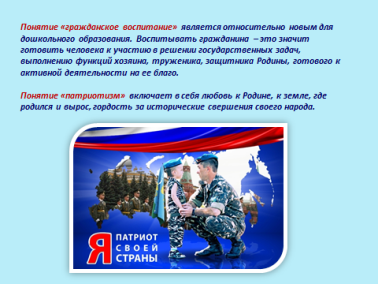 Понятие «гражданское воспитание» является относительно новым для
дошкольного образования. Воспитывать гражданина – это значит
готовить человека к участию в решении государственных задач,
выполнению функций хозяина, труженика, защитника Родины, готового к
активной деятельности на ее благо.
Понятие «патриотизм» включает в себя любовь к Родине, к земле, где
родился и вырос, гордость за исторические свершения своего народа.
Я ПАТРИОТ
СВОЕЙ
СТРАНЫ